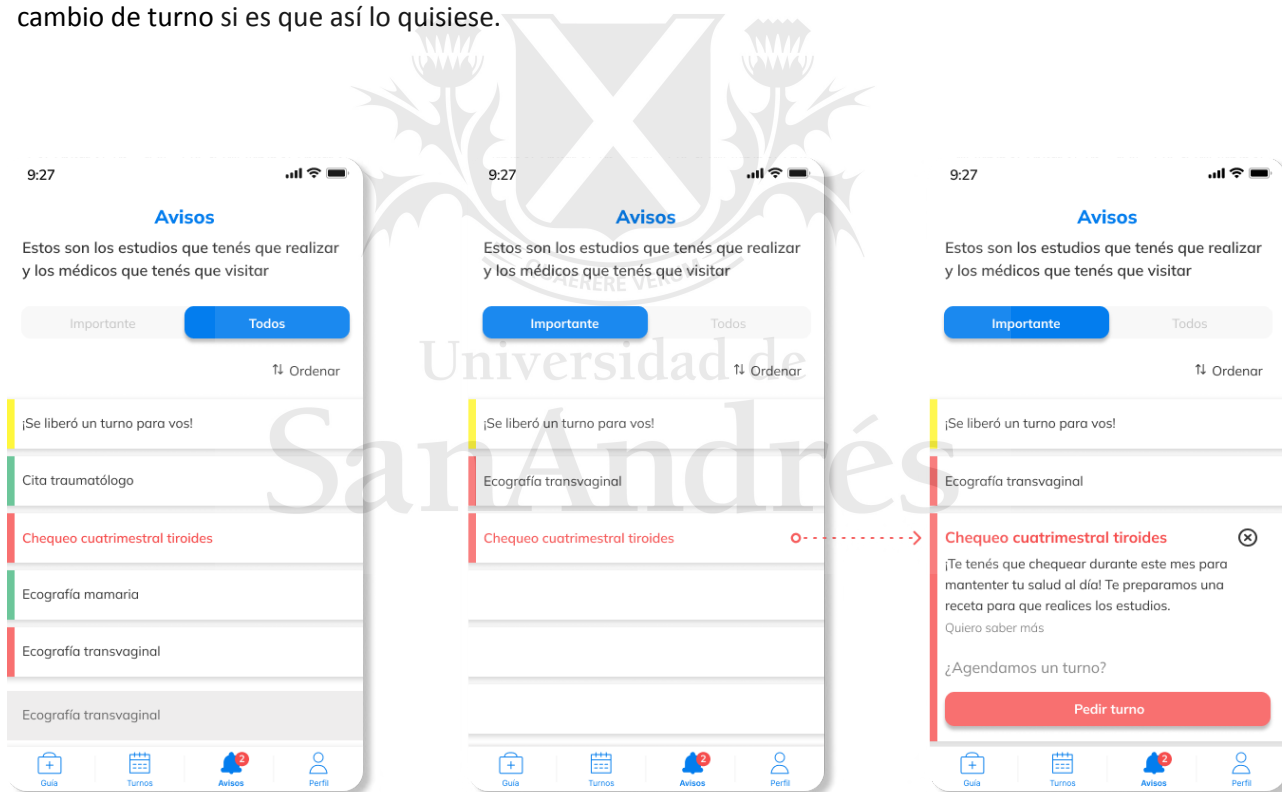 cambio de turno si es que así lo quisiese.
9:27
Avisos
Estos son los estudios que tenés que realizar
y los médicos que tenés que visitar
Importante Todos
Ordenar
¡Se liberó un turno para vos!
Cita traumatólogo
Chequeo cuatrimestral tiroides
Ecografía mamaria
Ecografía transvaginal
Ecografía transvaginal
Guía Turnos Avisos 2 Perfil
9:27
Avisos
Estos son los estudios que tenés que realizar
y los médicos que tenés que visitar
Importante Todos
Ordenar
¡Se liberó un turno para vos!
Ecografía transvaginal
Chequeo cuatrimestral tiroides
Guía Turnos Avisos 2 Perfil
9:27
Avisos
Estos son los estudios que tenés que realizar
y los médicos que tenés que visitar
Importante Todos
Ordenar
¡Se liberó un turno para vos!
Ecografía transvaginal
Chequeo cuatrimestral tiroides
¡Te tenés que chequear durante este mes para
mantenter tu salud al día! Te preparamos una
receta para que realices los estudios.
Quiero saber más
¿Agendamos un turno?
Pedir turno
Guía Turnos Avisos 2 Perfil
QUAERERE VERUM
Universidad de
SanAndrés